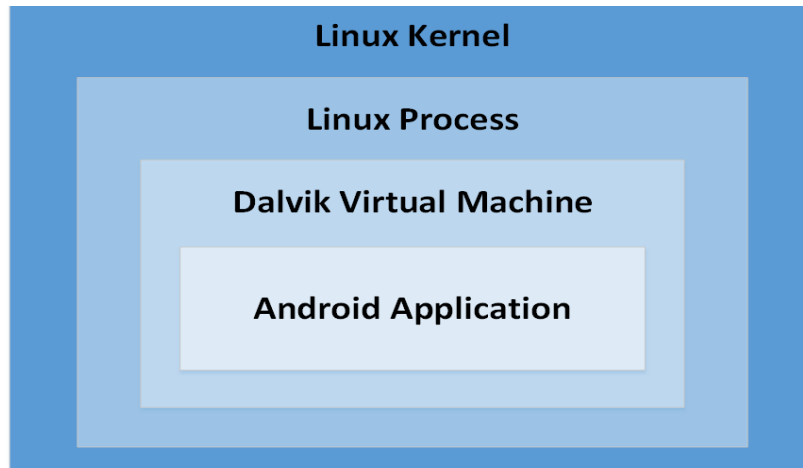 Linux Kernel
Linux Process
Dalvik Virtual Machine
Android Application